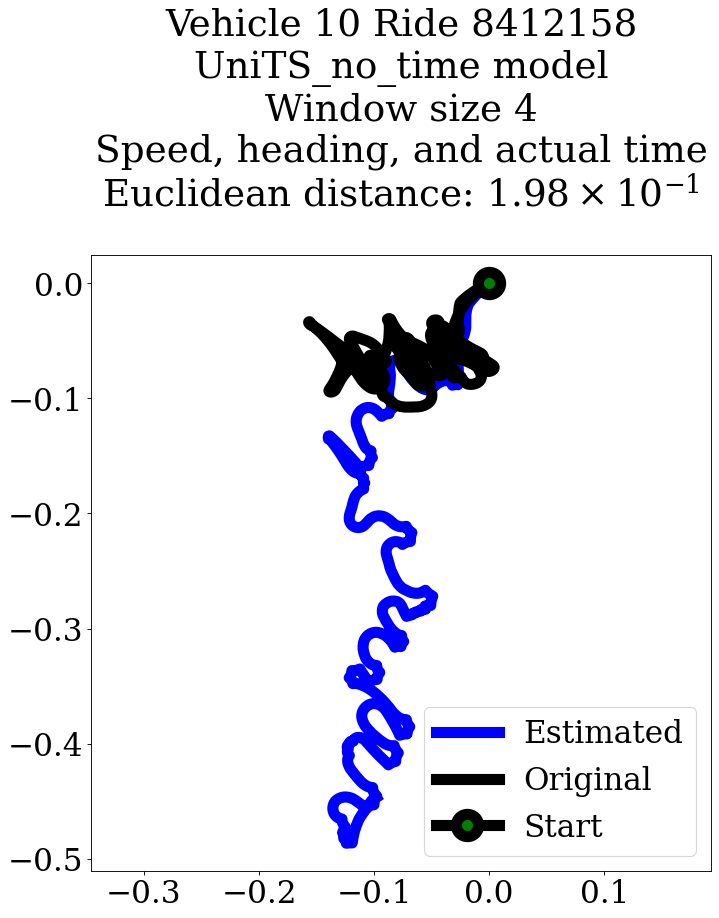 Vehicle 10 Ride 8412158
UniTS_no_time model
Window size 4
Speed, heading, and actual time
Euclidean distance: 1.98 × 10⁻¹
0.0
−0.1
−0.2
−0.3
−0.4
−0.5
Estimated
Original
Start
−0.3 −0.2 −0.1 0.0 0.1